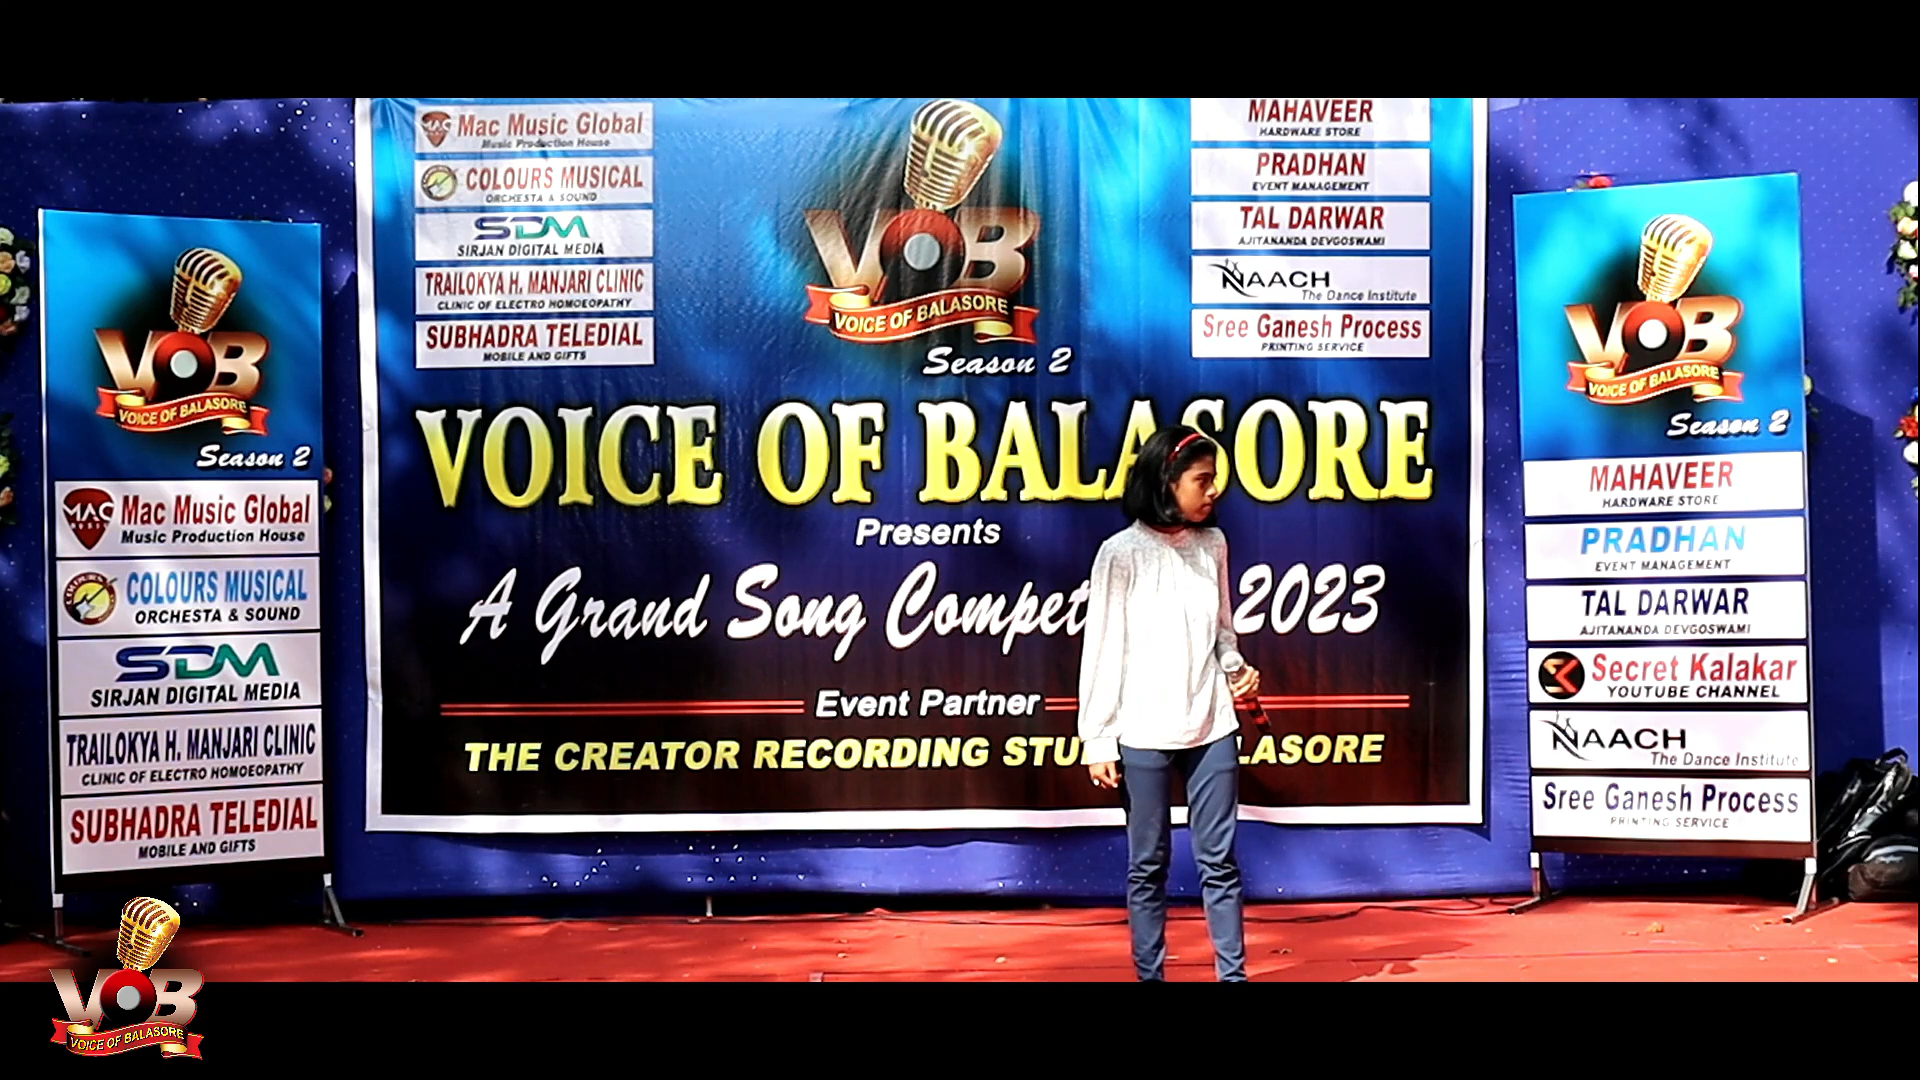 MAC Mac Music Global
Music Production House
COLOURS MUSICAL
ORCHESTA & SOUND
SDM
SIRJAN DIGITAL MEDIA
TRAILOKYA H. MANJARI CLINIC
CLINIC OF ELECTRO HOMOEOPATHY
SUBHADRA TELEDIAL
MOBILE AND GIFTS
VOB
VOICE OF BALASORE
Season 2
MAHAVEER
HARDWARE STORE
PRADHAN
EVENT MANAGEMENT
TAL DARWAR
AJITANANDA DEVGOSWAMI
NAACH
The Dance Institute
Sree Ganesh Process
PRINTING SERVICE
VOICE OF BALASORE
Presents
A Grand Song Compet 2023
Event Partner
THE CREATOR RECORDING STU LASORE
VOB
VOICE OF BALASORE
Season 2
MAC Mac Music Global
Music Production House
COLOURS MUSICAL
ORCHESTA & SOUND
SDM
SIRJAN DIGITAL MEDIA
TRAILOKYA H. MANJARI CLINIC
CLINIC OF ELECTRO HOMOEOPATHY
SUBHADRA TELEDIAL
MOBILE AND GIFTS
VOB
VOICE OF BALASORE
Season 2
MAHAVEER
HARDWARE STORE
PRADHAN
EVENT MANAGEMENT
TAL DARWAR
AJITANANDA DEVGOSWAMI
Secret Kalakar
YOUTUBE CHANNEL
NAACH
The Dance Institute
Sree Ganesh Process
PRINTING SERVICE
VOB
VOICE OF BALASORE